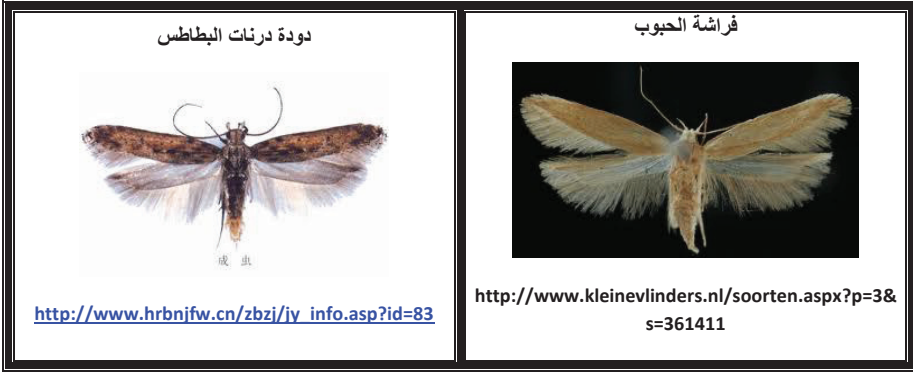 فراشة الحبوب
http://www.kleinevlinders.nl/soorten.aspx?p=3&
s=361411
دودة درنات البطاطس
成 虫
http://www.hrbnjfw.cn/zbzj/jy_info.asp?id=83